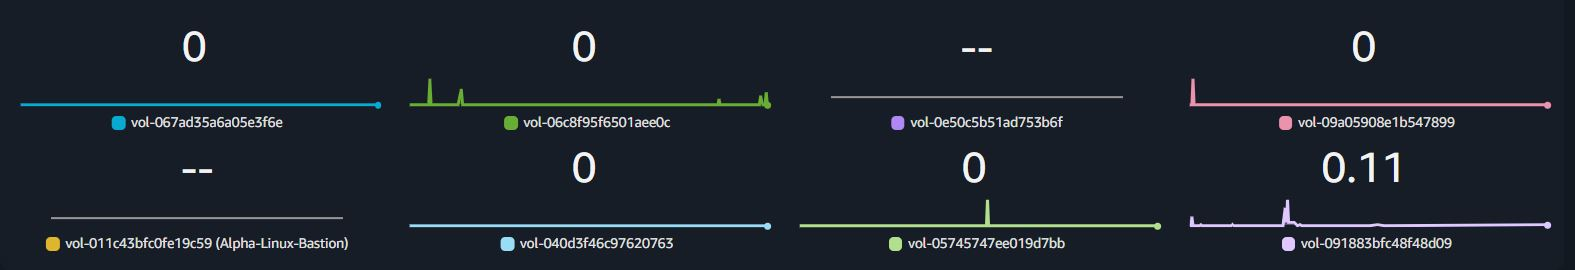 0 0 -- 0
vol-067ad35a6a05e3f6e vol-06c8f95f6501aee0c vol-0e50c5b51ad753b6f vol-09a05908e1b547899
-- 0 0 0.11
vol-011c43bfc0fe19c59 (Alpha-Linux-Bastion) vol-040d3f46c97620763 vol-05745747ee019d7bb vol-091883bfc48f48d09